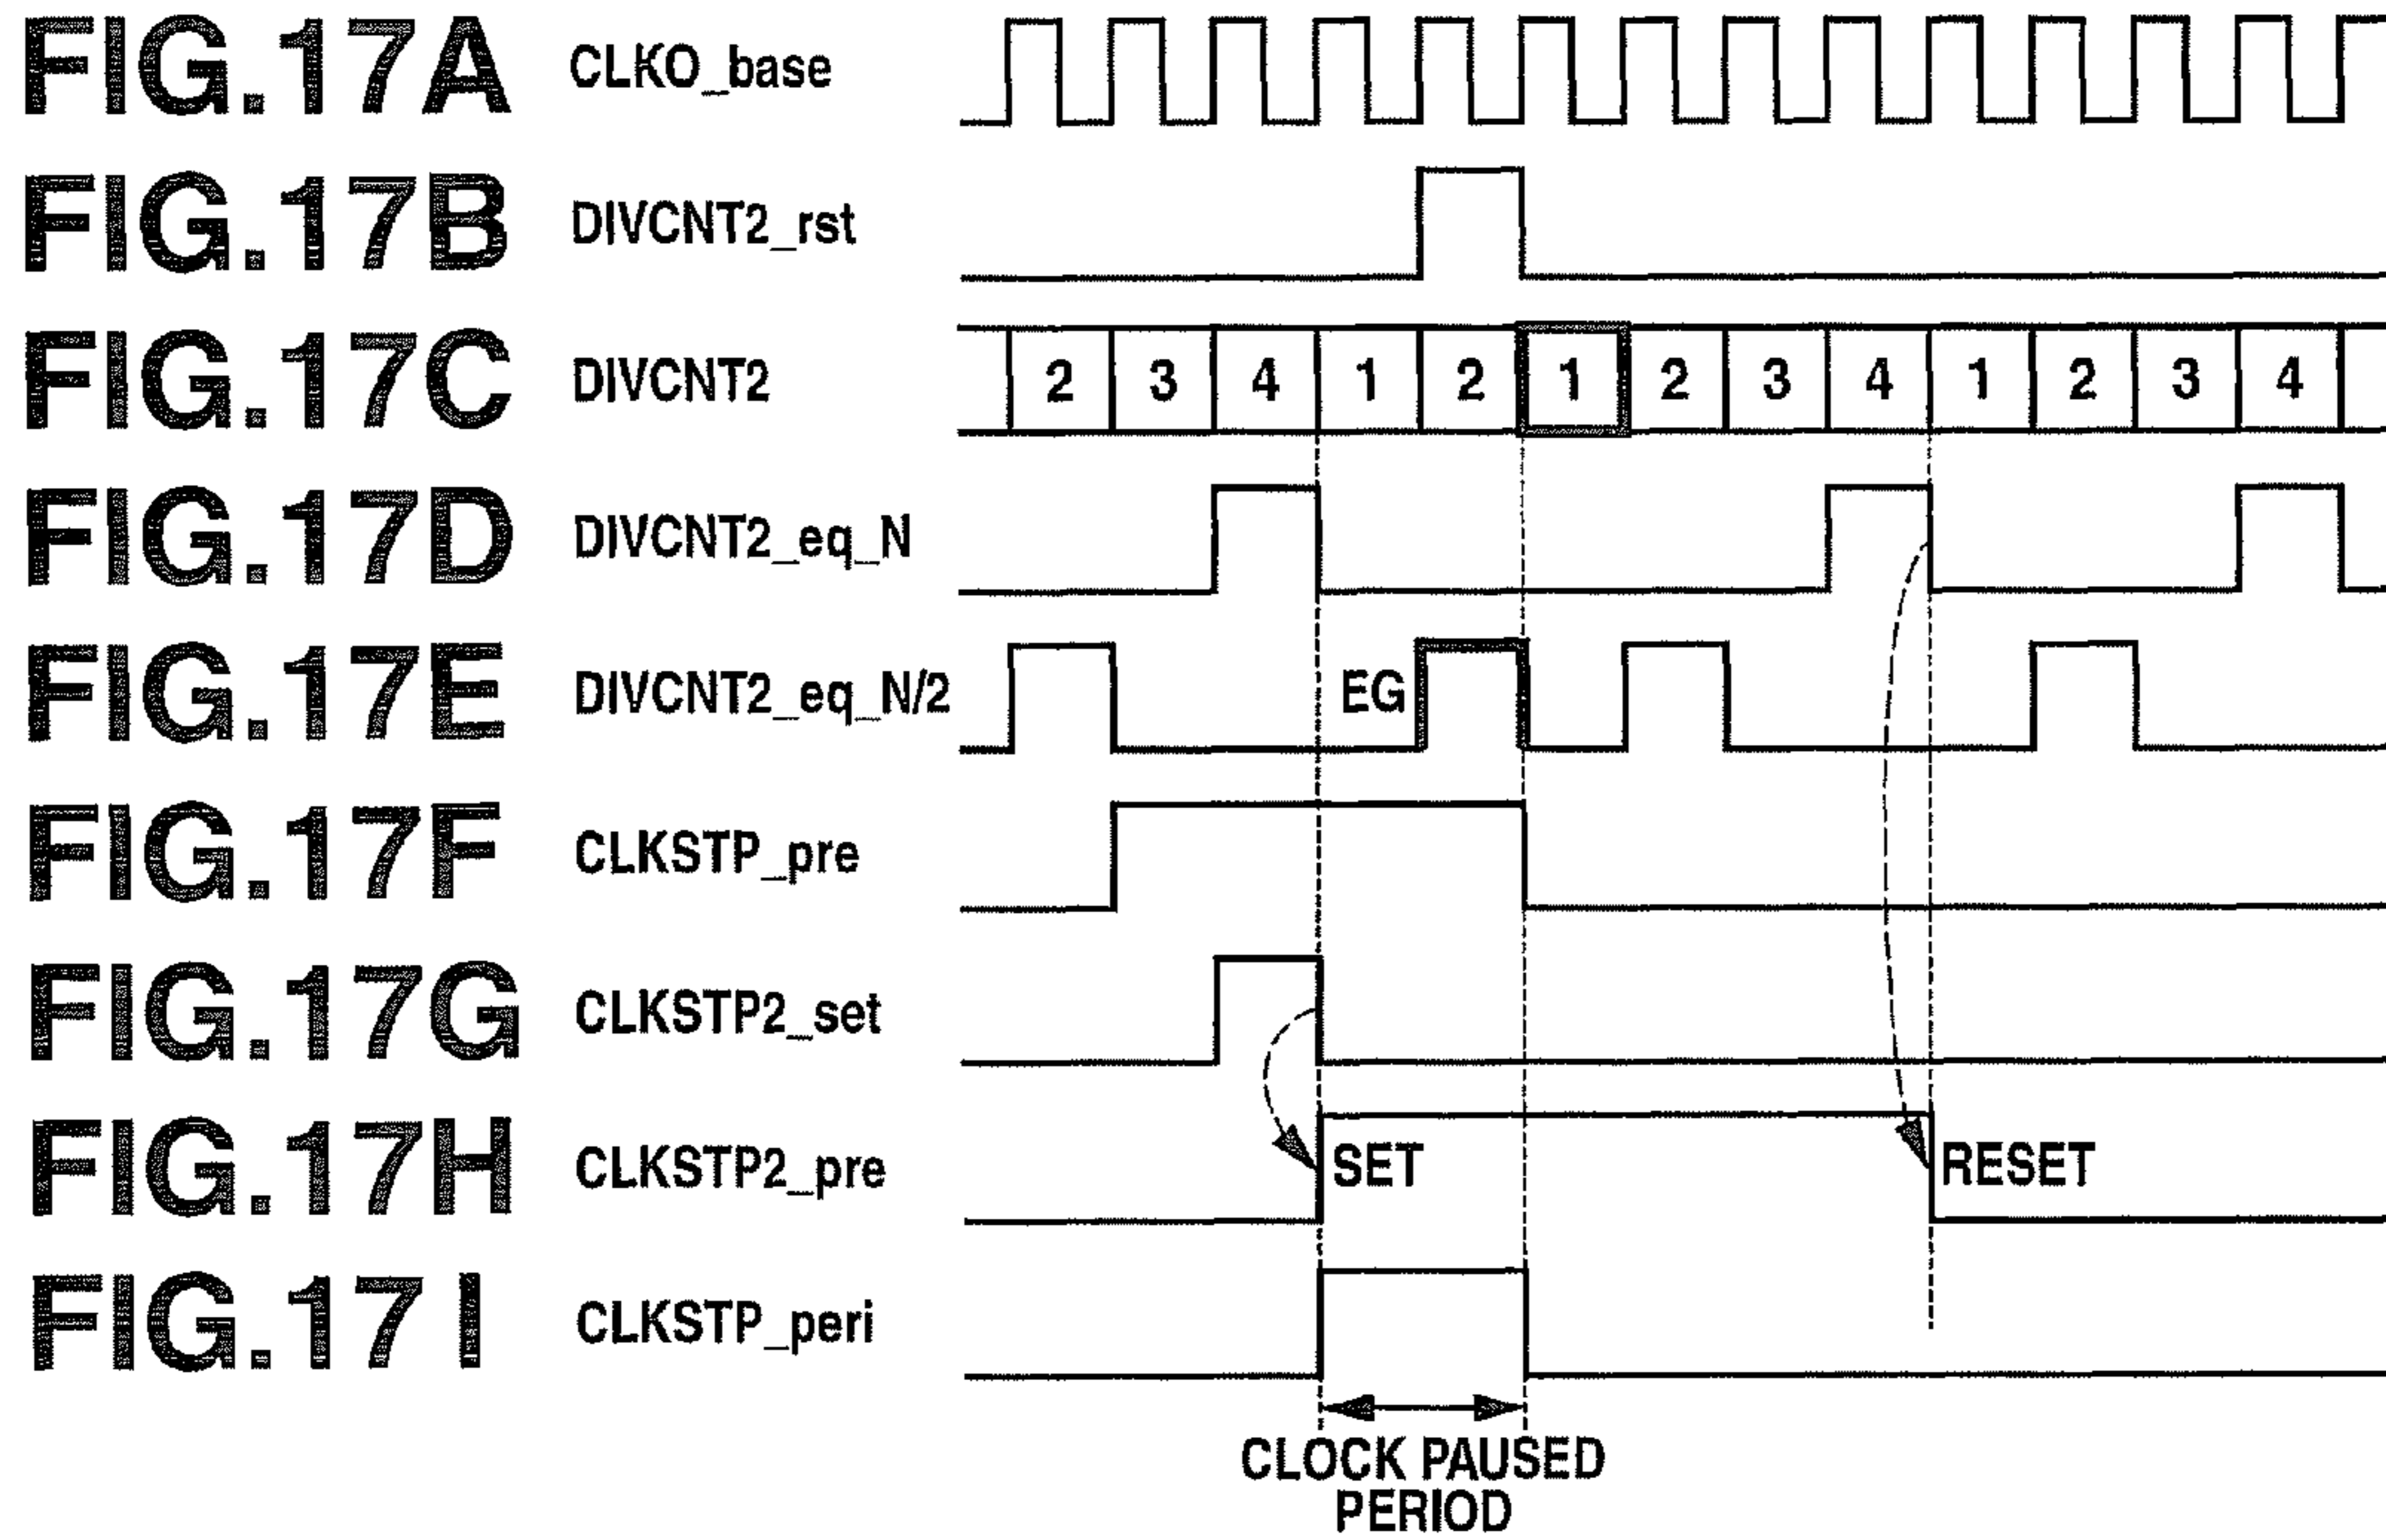 FIG.17A CLKO_base
FIG.17B DIVCNT2_rst
FIG.17C DIVCNT2 2 3 4 1 2 1 2 3 4 1 2 3 4
FIG.17D DIVCNT2_eq_N
FIG.17E DIVCNT2_eq_N/2 EG
FIG.17F CLKSTP_pre
FIG.17G CLKSTP2_set
FIG.17H CLKSTP2_pre SET RESET
FIG.17I CLKSTP_peri
CLOCK PAUSED
PERIOD